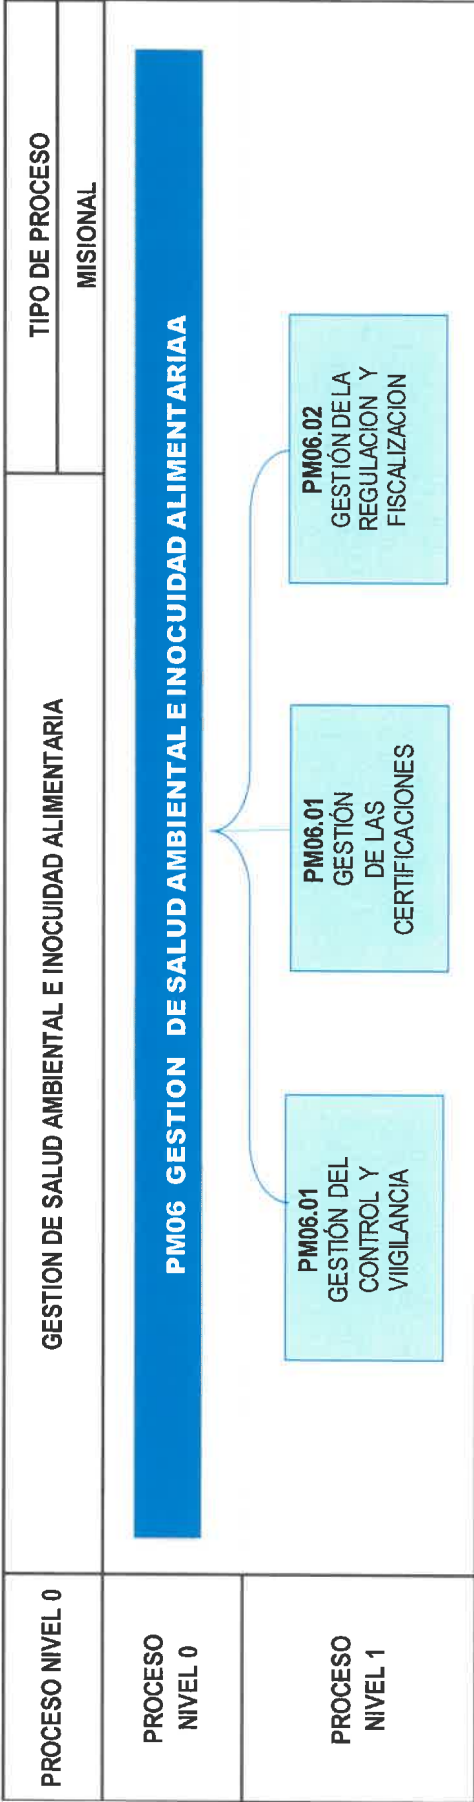 PROCESO NIVEL 0
GESTION DE SALUD AMBIENTAL E INOCUIDAD ALIMENTARIA
TIPO DE PROCESO
MISIONAL
PROCESO
NIVEL 0
PM06 GESTION DE SALUD AMBIENTAL E INOCUIDAD ALIMENTARIAA
PROCESO
NIVEL 1
PM06.01
GESTIÓN DEL
CONTROL Y
VIIGILANCIA
PM06.01
GESTIÓN
DE LAS
CERTIFICACIONES
PM06.02
GESTIÓN DE LA
REGULACION Y
FISCALIZACION